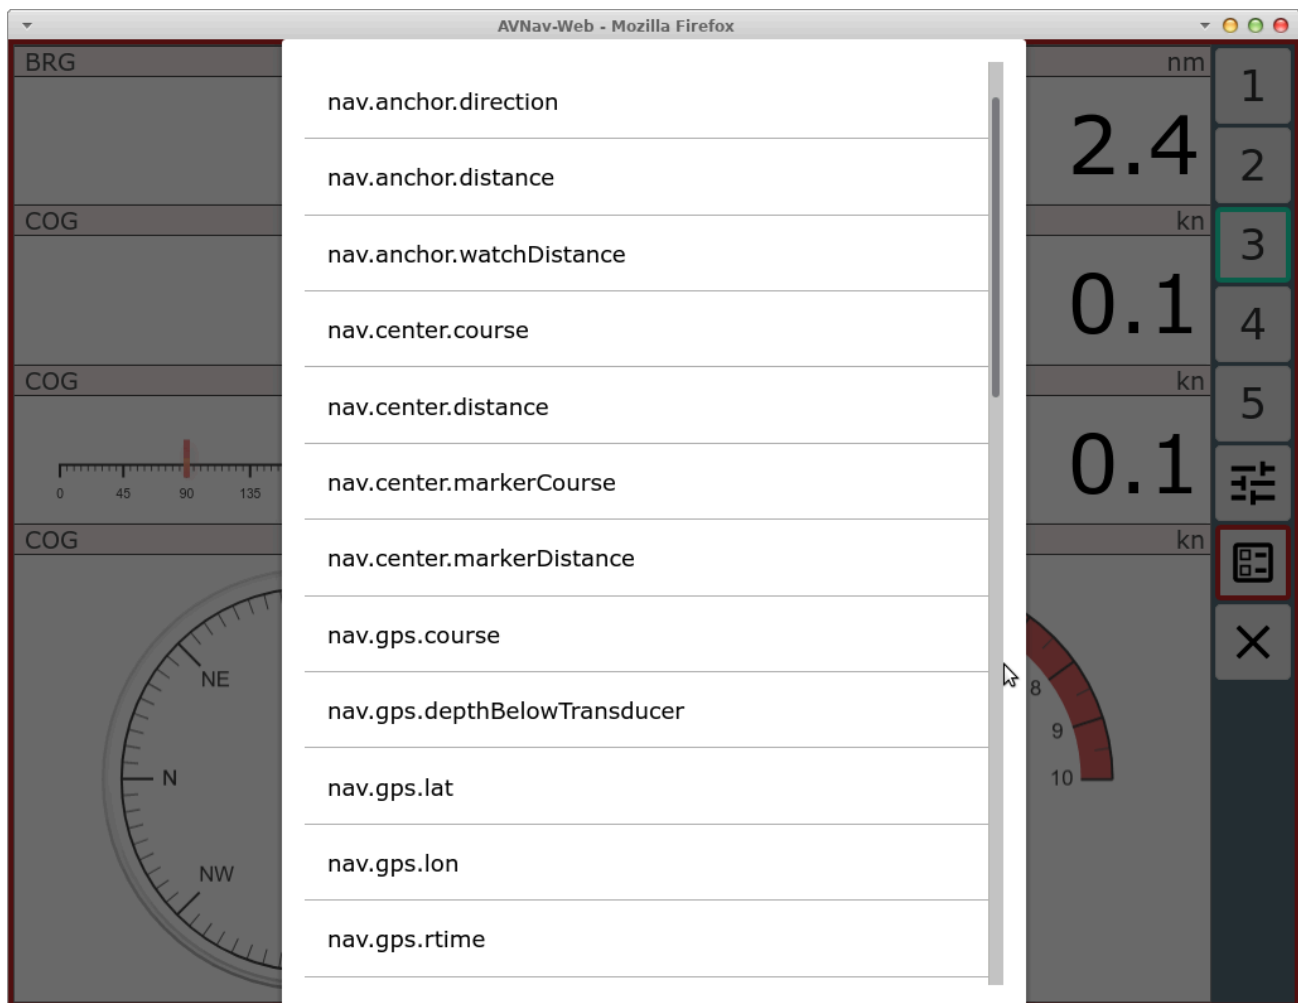 AVNav-Web - Mozilla Firefox
BRG
nm
2.4
COG
kn
0.1
COG
kn
0.1
0 45 90 135
COG
kn
NE
N
NW
8
9
10
nav.anchor.direction
nav.anchor.distance
nav.anchor.watchDistance
nav.center.course
nav.center.distance
nav.center.markerCourse
nav.center.markerDistance
nav.gps.course
nav.gps.depthBelowTransducer
nav.gps.lat
nav.gps.lon
nav.gps.rtime
1
2
3
4
5